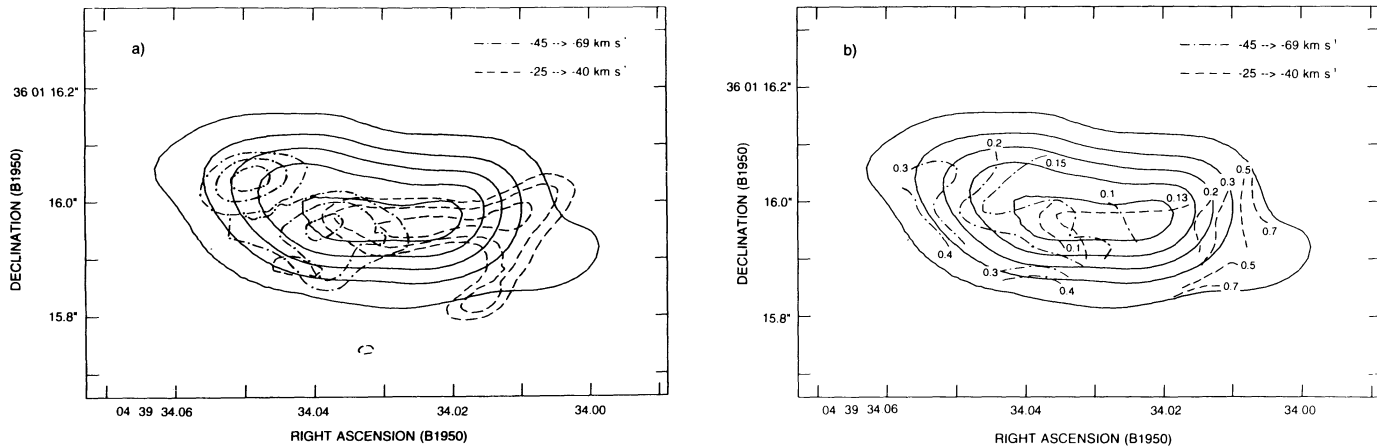 a)
-·-·- -45 --> -69 km s⁻
- - - -25 --> -40 km s⁻
DECLINATION (B1950)
36 01 16.2"
16.0"
15.8"
04 39 34.06
34.04
34.02
34.00
RIGHT ASCENSION (B1950)
b)
-45 --> -69 km s¹
-25 --> -40 km s¹
DECLINATION (B1950)
36 01 16.2"
16.0"
15.8"
0.2
0.15
0.3
0.5
0.3
0.2
0.1
0.13
0.7
0.4
0.1
0.3
0.5
0.4
0.7
04 39 34.06
34.04
34.02
34.00
RIGHT ASCENSION (B1950)